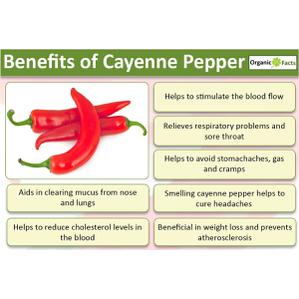 Benefits of Cayenne Pepper
Organic Facts
Helps to stimulate the blood flow
Relieves respiratory problems and
sore throat
Helps to avoid stomachaches, gas
and cramps
Aids in clearing mucus from nose
and lungs
Smelling cayenne pepper helps to
cure headaches
Helps to reduce cholesterol levels in
the blood
Beneficial in weight loss and prevents
atherosclerosis